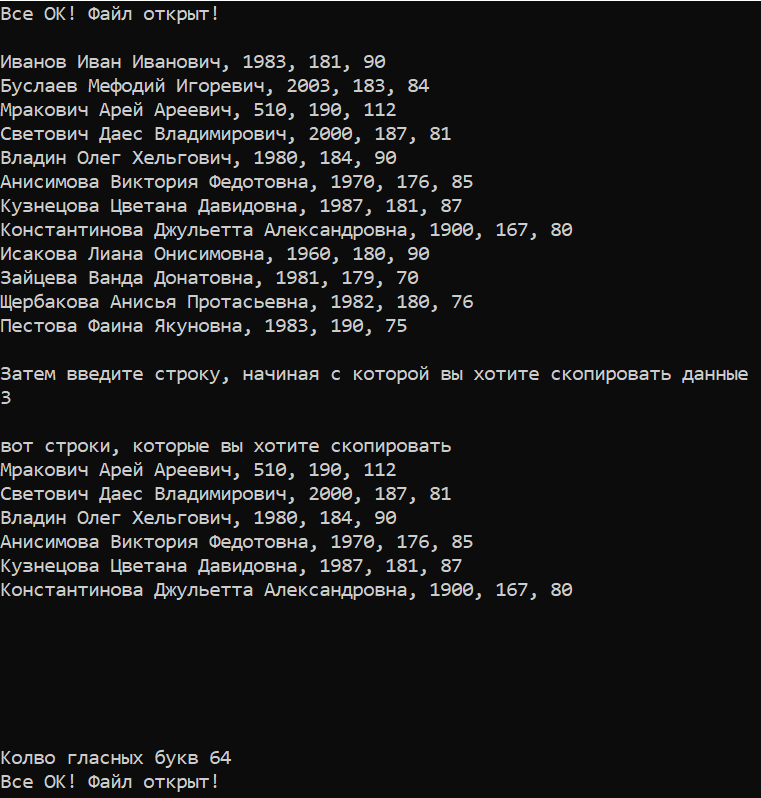 Все ОК! Файл открыт!
Иванов Иван Иванович, 1983, 181, 90
Буслаев Мефодий Игоревич, 2003, 183, 84
Мракович Арей Ареевич, 510, 190, 112
Светович Даес Владимирович, 2000, 187, 81
Владин Олег Хельгович, 1980, 184, 90
Анисимова Виктория Федотовна, 1970, 176, 85
Кузнецова Цветана Давидовна, 1987, 181, 87
Константинова Джульетта Александровна, 1900, 167, 80
Исакова Лиана Онисимовна, 1960, 180, 90
Зайцева Ванда Донатовна, 1981, 179, 70
Щербакова Анисья Протасьевна, 1982, 180, 76
Пестова Фаина Якуновна, 1983, 190, 75
Затем введите строку, начиная с которой вы хотите скопировать данные
3
вот строки, которые вы хотите скопировать
Мракович Арей Ареевич, 510, 190, 112
Светович Даес Владимирович, 2000, 187, 81
Владин Олег Хельгович, 1980, 184, 90
Анисимова Виктория Федотовна, 1970, 176, 85
Кузнецова Цветана Давидовна, 1987, 181, 87
Константинова Джульетта Александровна, 1900, 167, 80
Колво гласных букв 64
Все ОК! Файл открыт!